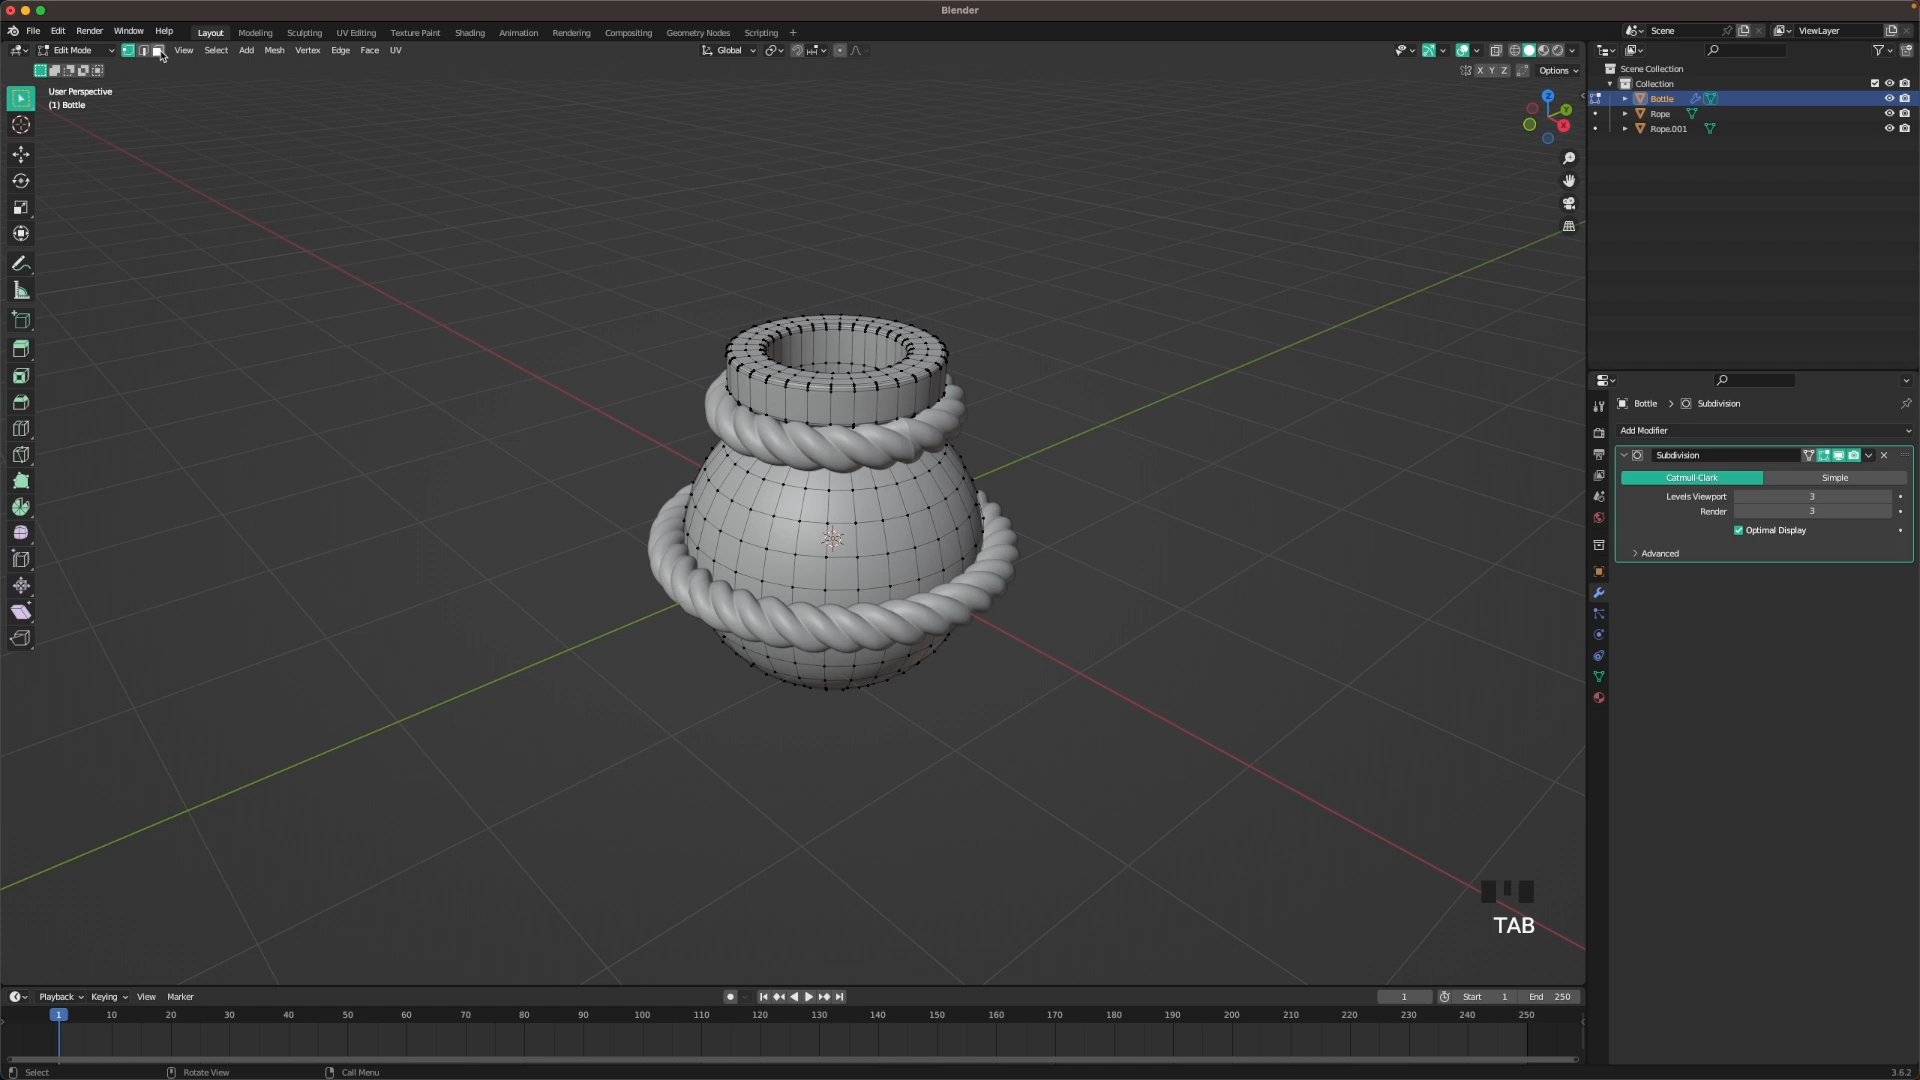 Blender
File Edit Render Window Help Layout Modeling Sculpting UV Editing Texture Paint Shading Animation Rendering Compositing Geometry Nodes Scripting + Scene ViewLayer
Edit Mode View Select Add Mesh Vertex Edge Face UV Global
X Y Z Options
User Perspective
(1) Bottle
Z
Y
X
Scene Collection
Collection
Bottle
Rope
Rope.001
Bottle > Subdivision
Add Modifier
Subdivision
Catmull-Clark Simple
Levels Viewport 3
Render 3
Optimal Display
Advanced
TAB
Playback Keying View Marker 1 Start 1 End 250
1 10 20 30 40 50 60 70 80 90 100 110 120 130 140 150 160 170 180 190 200 210 220 230 240 250
Select Rotate View Call Menu 3.6.2